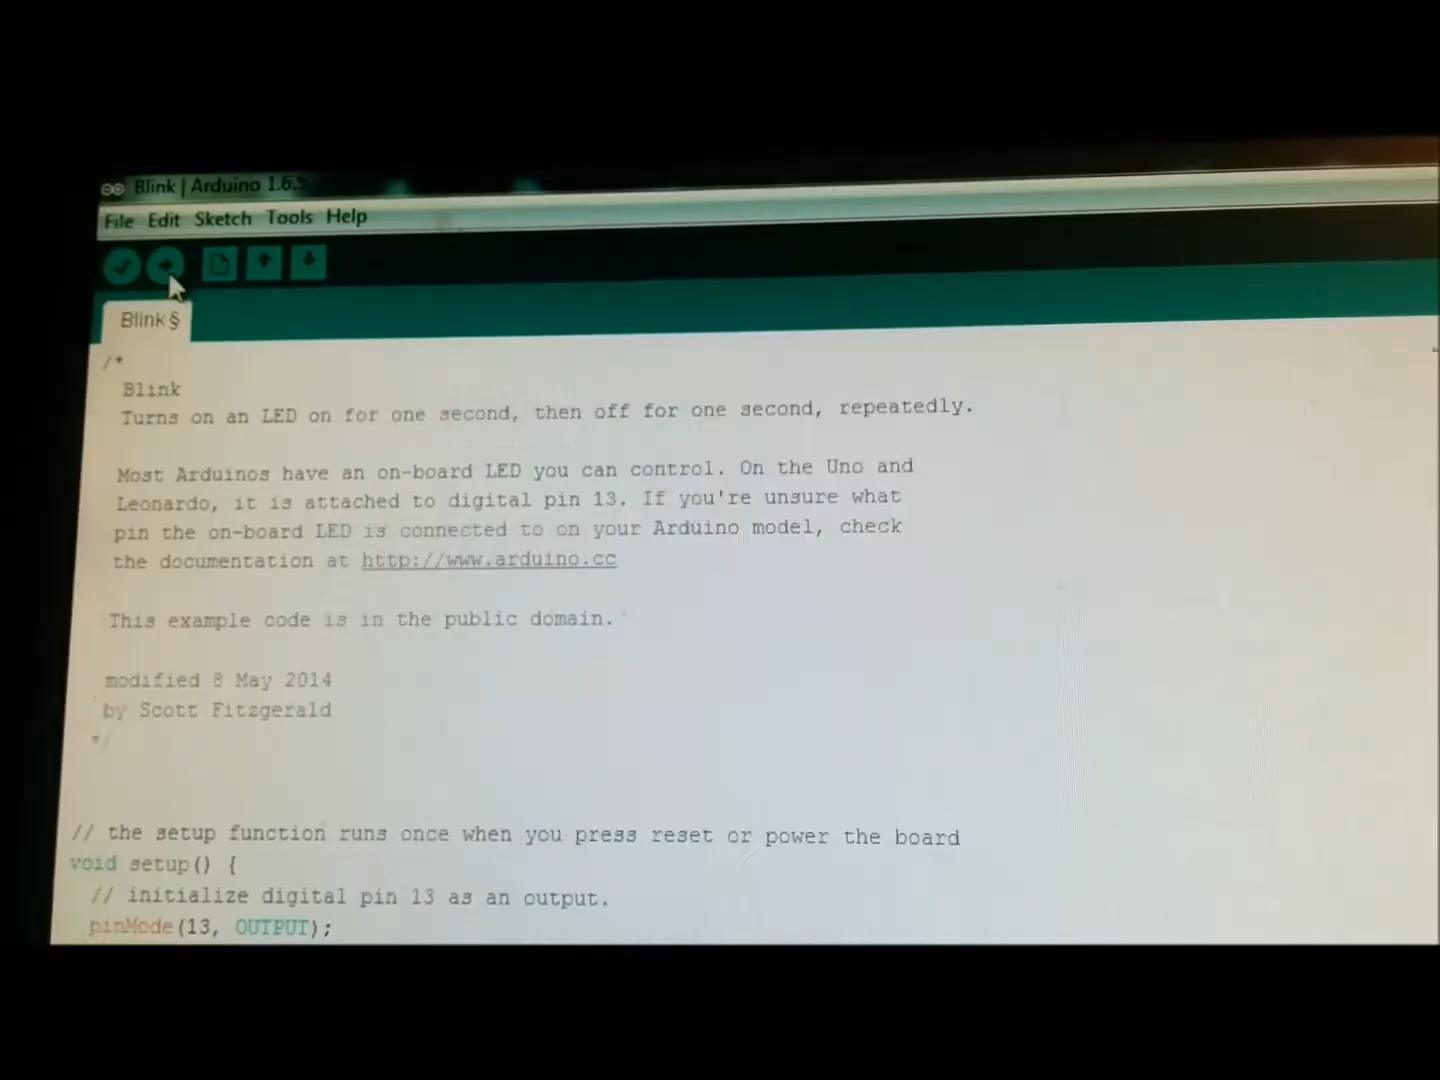 Blink | Arduino 1.6.5
File Edit Sketch Tools Help
Blink §
/*
Blink
Turns on an LED on for one second, then off for one second, repeatedly.
Most Arduinos have an on-board LED you can control. On the Uno and
Leonardo, it is attached to digital pin 13. If you're unsure what
pin the on-board LED is connected to on your Arduino model, check
the documentation at http://www.arduino.cc
This example code is in the public domain.
modified 8 May 2014
by Scott Fitzgerald
*/
// the setup function runs once when you press reset or power the board
void setup() {
// initialize digital pin 13 as an output.
pinMode(13, OUTPUT);